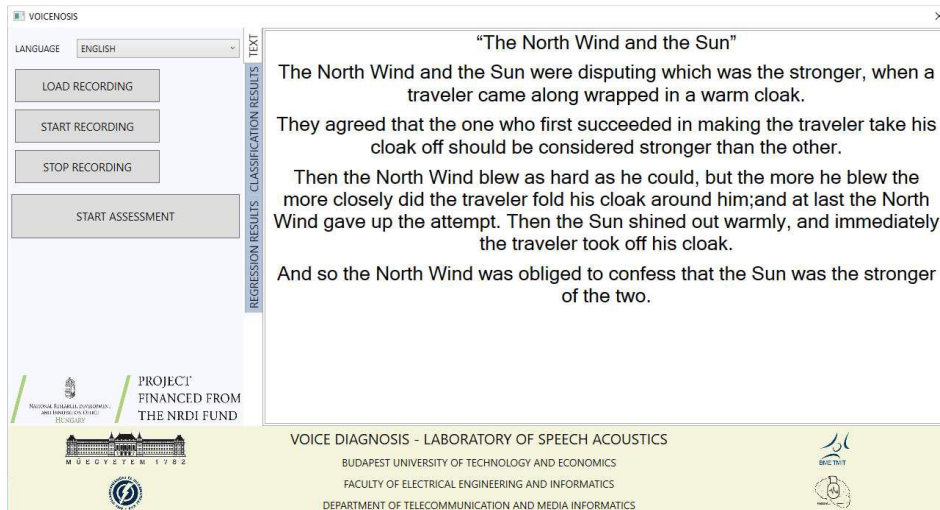 VOICENOSIS
LANGUAGE
ENGLISH
LOAD RECORDING
START RECORDING
STOP RECORDING
START ASSESSMENT
TEXT
CLASSIFICATION RESULTS
REGRESSION RESULTS
“The North Wind and the Sun”
The North Wind and the Sun were disputing which was the stronger, when a
traveler came along wrapped in a warm cloak.
They agreed that the one who first succeeded in making the traveler take his
cloak off should be considered stronger than the other.
Then the North Wind blew as hard as he could, but the more he blew the
more closely did the traveler fold his cloak around him;and at last the North
Wind gave up the attempt. Then the Sun shined out warmly, and immediately
the traveler took off his cloak.
And so the North Wind was obliged to confess that the Sun was the stronger
of the two.
NATIONAL RESEARCH, DEVELOPMENT
AND INNOVATION OFFICE
HUNGARY
PROJECT
FINANCED FROM
THE NRDI FUND
MŰEGYETEM 1782
VOICE DIAGNOSIS - LABORATORY OF SPEECH ACOUSTICS
BUDAPEST UNIVERSITY OF TECHNOLOGY AND ECONOMICS
FACULTY OF ELECTRICAL ENGINEERING AND INFORMATICS
DEPARTMENT OF TELECOMMUNICATION AND MEDIA INFORMATICS
BME TMIT